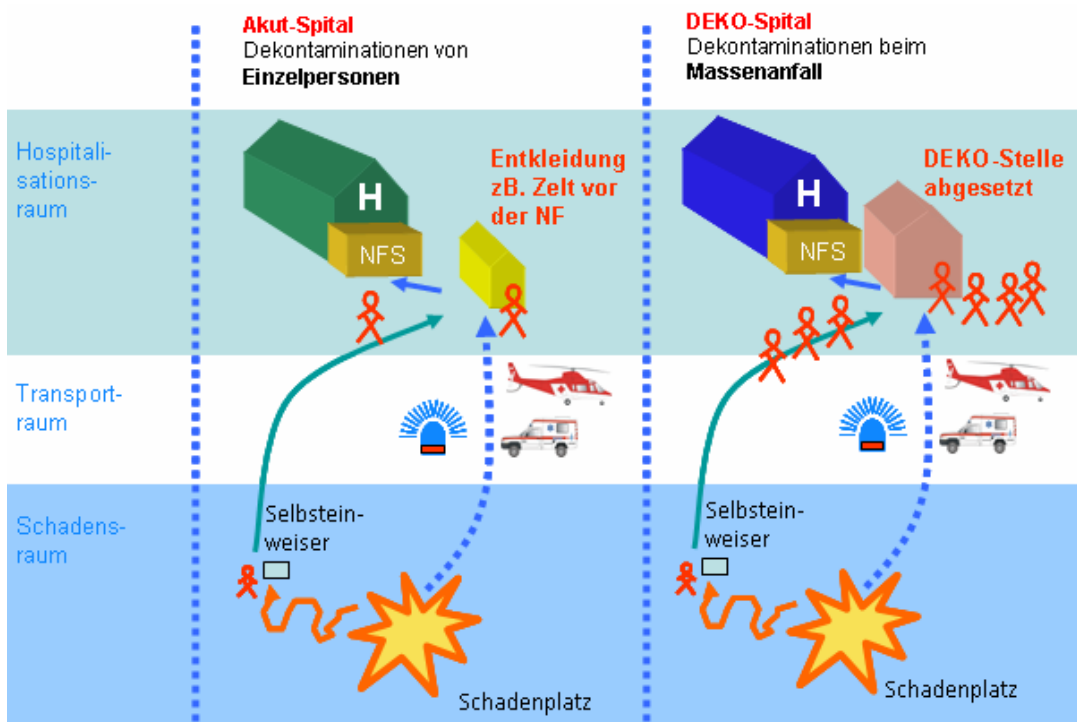 Akut-Spital
Dekontaminationen von
Einzelpersonen
DEKO-Spital
Dekontaminationen beim
Massenanfall
Hospitali-
sations-
raum
H
NFS
Entkleidung
zB. Zelt vor
der NF
H
NFS
DEKO-Stelle
abgesetzt
Transport-
raum
Schadens-
raum
Selbstein-
weiser
Schadenplatz
Selbstein-
weiser
Schadenplatz